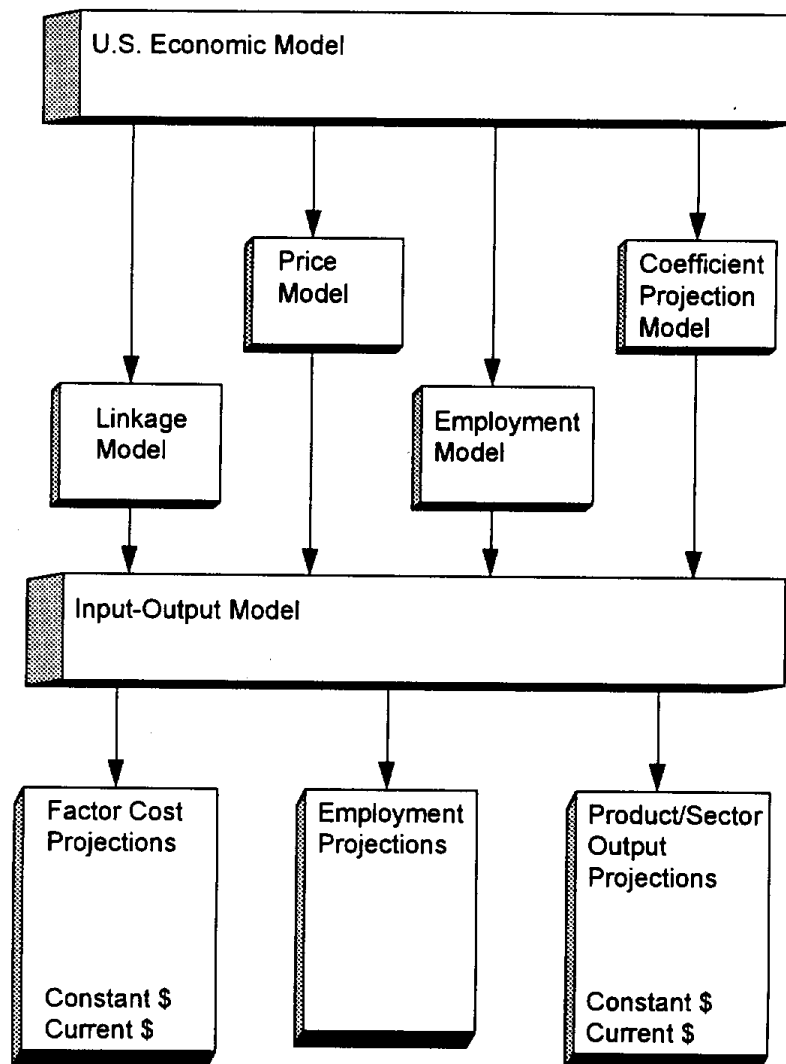 U.S. Economic Model
Price
Model
Coefficient
Projection
Model
Linkage
Model
Employment
Model
Input-Output Model
Factor Cost
Projections
Constant $
Current $
Employment
Projections
Product/Sector
Output
Projections
Constant $
Current $